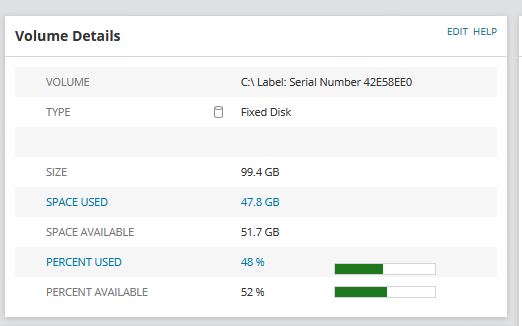 Volume Details
EDIT HELP
VOLUME C:\ Label: Serial Number 42E58EE0
TYPE Fixed Disk
SIZE 99.4 GB
SPACE USED 47.8 GB
SPACE AVAILABLE 51.7 GB
PERCENT USED 48 %
PERCENT AVAILABLE 52 %